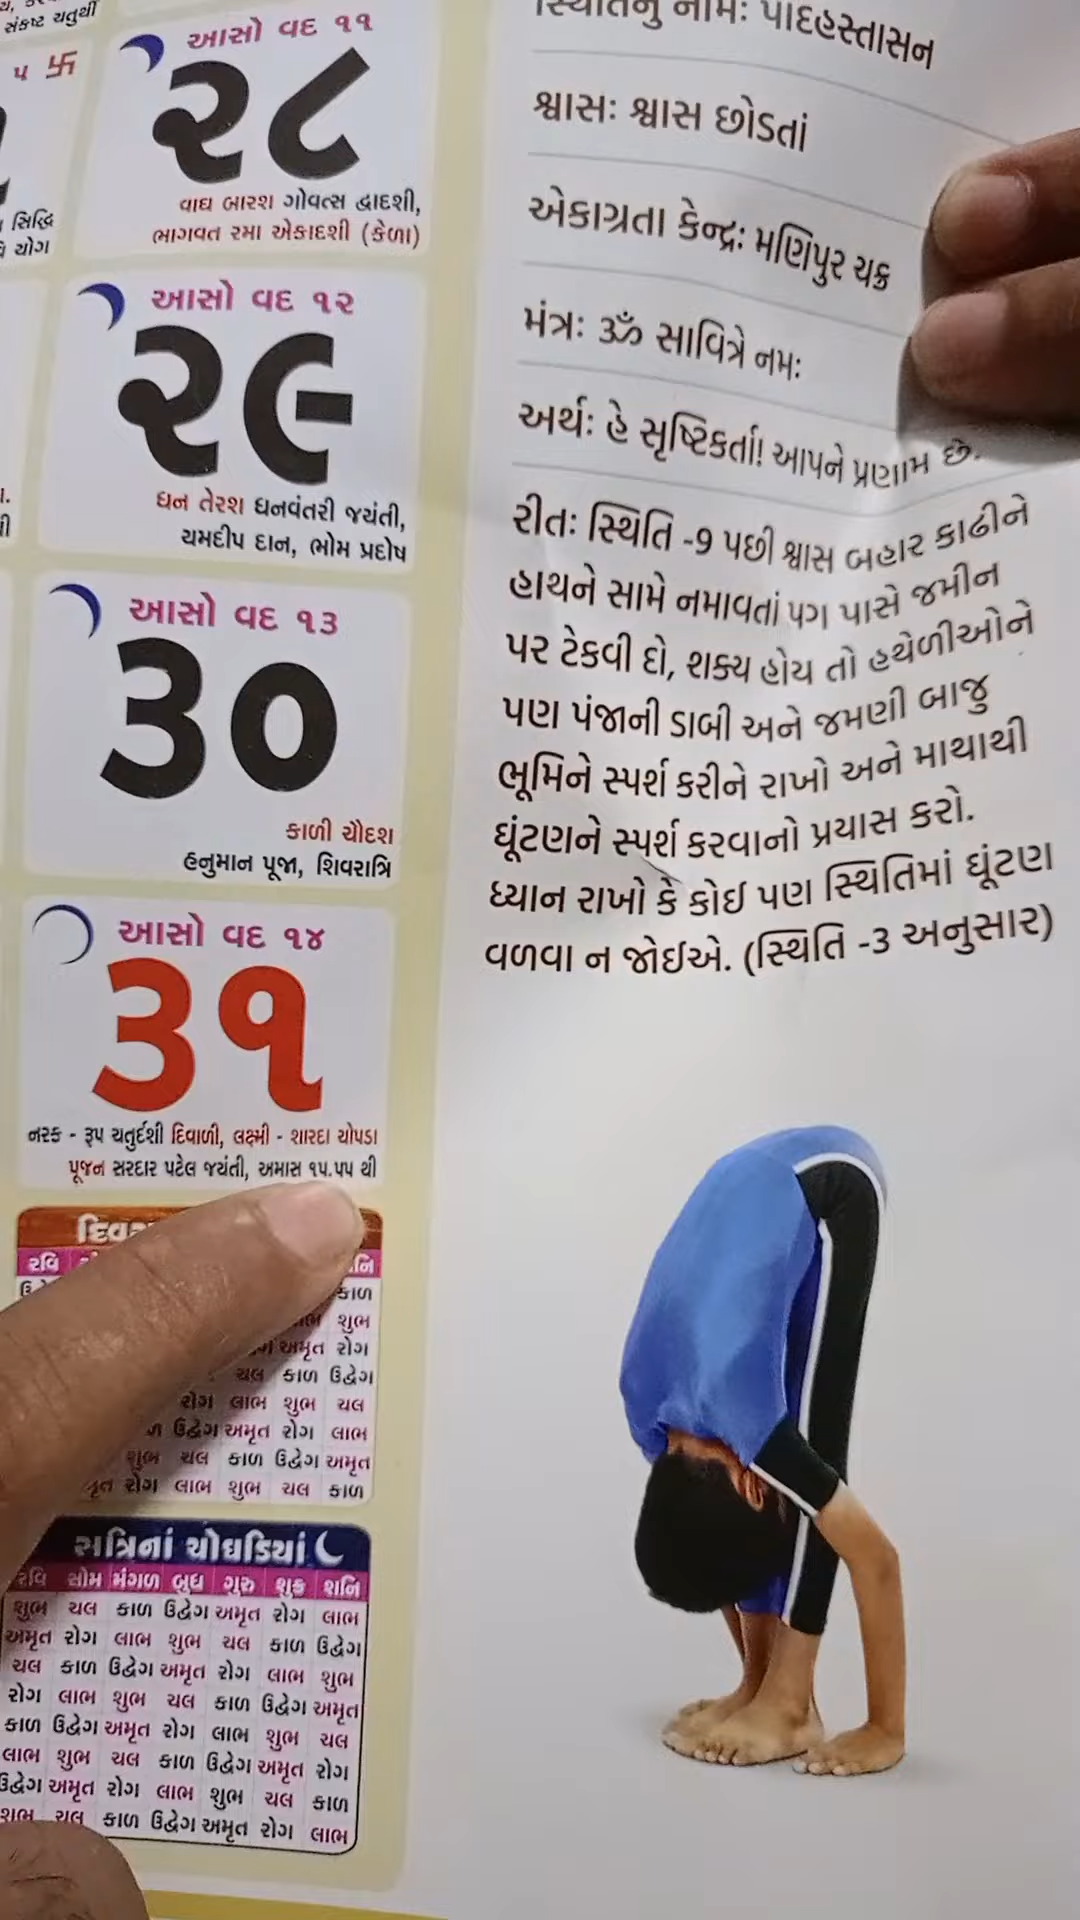 સંકષ્ટ ચતુર્થી
૫ 卐
સિદ્ધિ
યોગ
આસો વદ ૧૧
૨૮
વાઘ બારશ ગોવત્સ દ્વાદશી,
ભાગવત રમા એકાદશી (કેળા)
આસો વદ ૧૨
૨૯
ધન તેરશ ધનવંતરી જયંતી,
યમદીપ દાન, ભોમ પ્રદોષ
આસો વદ ૧૩
૩૦
કાળી ચૌદશ
હનુમાન પૂજા, શિવરાત્રિ
આસો વદ ૧૪
૩૧
નરક - રૂપ ચતુર્દશી દિવાળી, લક્ષ્મી - શારદા ચોપડા
પૂજન સરદાર પટેલ જયંતી, અમાસ ૧૫.૫૫ થી
રવિ
કાળ
શુભ
અમૃત રોગ
ચલ કાળ ઉદ્વેગ
રોગ લાભ શુભ ચલ
ઉદ્વેગ અમૃત રોગ લાભ
શુભ ચલ કાળ ઉદ્વેગ અમૃત
રોગ લાભ શુભ ચલ કાળ
રાત્રિનાં ચોઘડિયાં
રવિ સોમ મંગળ બુધ ગુરુ શુક્ર શનિ
શુભ ચલ કાળ ઉદ્વેગ અમૃત રોગ લાભ
અમૃત રોગ લાભ શુભ ચલ કાળ ઉદ્વેગ
ચલ કાળ ઉદ્વેગ અમૃત રોગ લાભ શુભ
રોગ લાભ શુભ ચલ કાળ ઉદ્વેગ અમૃત
કાળ ઉદ્વેગ અમૃત રોગ લાભ શુભ ચલ
લાભ શુભ ચલ કાળ ઉદ્વેગ અમૃત રોગ
ઉદ્વેગ અમૃત રોગ લાભ શુભ ચલ કાળ
શુભ ચલ કાળ ઉદ્વેગ અમૃત રોગ લાભ
સ્થિતિનું નામઃ પાદહસ્તાસન
શ્વાસઃ શ્વાસ છોડતાં
એકાગ્રતા કેન્દ્રઃ મણિપુર ચક્ર
મંત્રઃ ૐ સાવિત્રે નમઃ
અર્થઃ હે સૃષ્ટિકર્તા! આપને પ્રણામ છે.
રીતઃ સ્થિતિ -9 પછી શ્વાસ બહાર કાઢીને
હાથને સામે નમાવતાં પગ પાસે જમીન
પર ટેકવી દો, શક્ય હોય તો હથેળીઓને
પણ પંજાની ડાબી અને જમણી બાજુ
ભૂમિને સ્પર્શ કરીને રાખો અને માથાથી
ઘૂંટણને સ્પર્શ કરવાનો પ્રયાસ કરો.
ધ્યાન રાખો કે કોઈ પણ સ્થિતિમાં ઘૂંટણ
વળવા ન જોઈએ. (સ્થિતિ -3 અનુસાર)